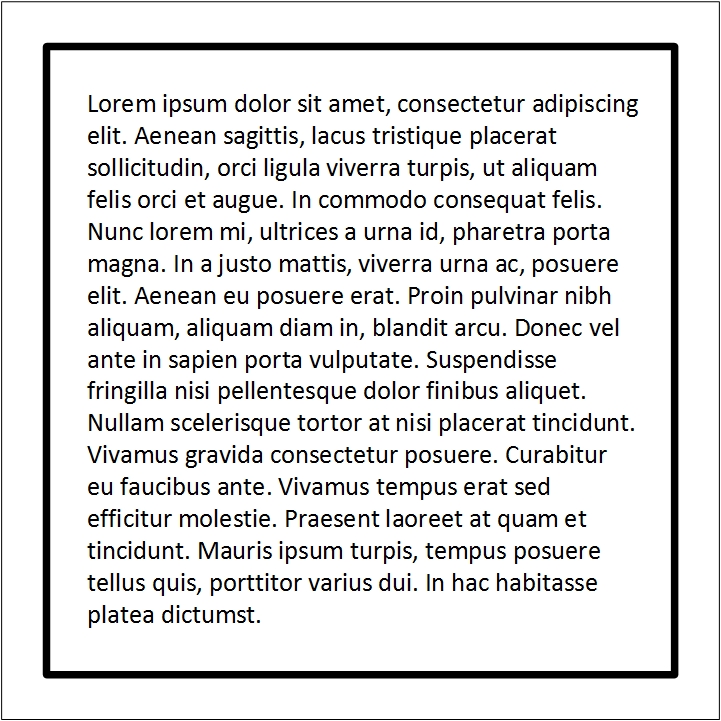 Lorem ipsum dolor sit amet, consectetur adipiscing
elit. Aenean sagittis, lacus tristique placerat
sollicitudin, orci ligula viverra turpis, ut aliquam
felis orci et augue. In commodo consequat felis.
Nunc lorem mi, ultrices a urna id, pharetra porta
magna. In a justo mattis, viverra urna ac, posuere
elit. Aenean eu posuere erat. Proin pulvinar nibh
aliquam, aliquam diam in, blandit arcu. Donec vel
ante in sapien porta vulputate. Suspendisse
fringilla nisi pellentesque dolor finibus aliquet.
Nullam scelerisque tortor at nisi placerat tincidunt.
Vivamus gravida consectetur posuere. Curabitur
eu faucibus ante. Vivamus tempus erat sed
efficitur molestie. Praesent laoreet at quam et
tincidunt. Mauris ipsum turpis, tempus posuere
tellus quis, porttitor varius dui. In hac habitasse
platea dictumst.